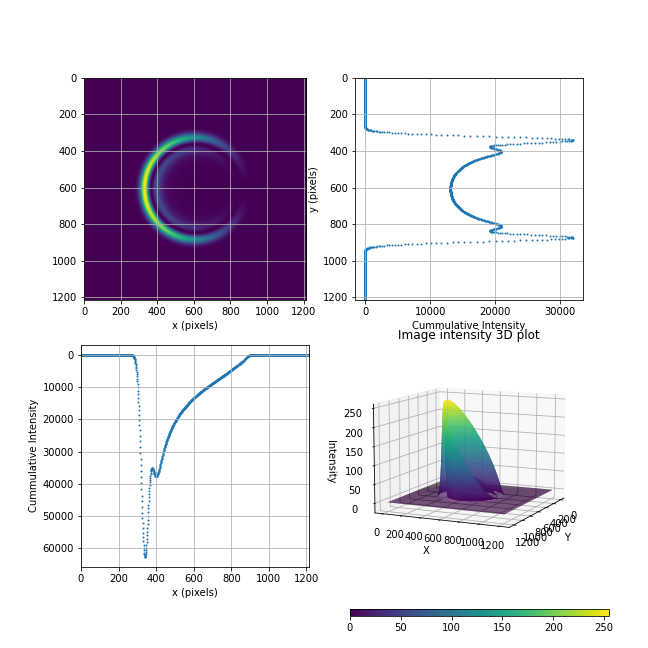 0
200
400
600
800
1000
1200
0 200 400 600 800 1000 1200
x (pixels)
y (pixels)
0
200
400
600
800
1000
1200
0 10000 20000 30000
Cummulative Intensity
0
10000
20000
30000
40000
50000
60000
Cummulative Intensity
0 200 400 600 800 1000 1200
x (pixels)
Image intensity 3D plot
250
200
150
100
50
0
Intensity
0 200 400 600 800 1000 1200
X
0
200
400
600
800
1000
1200
Y
0 50 100 150 200 250